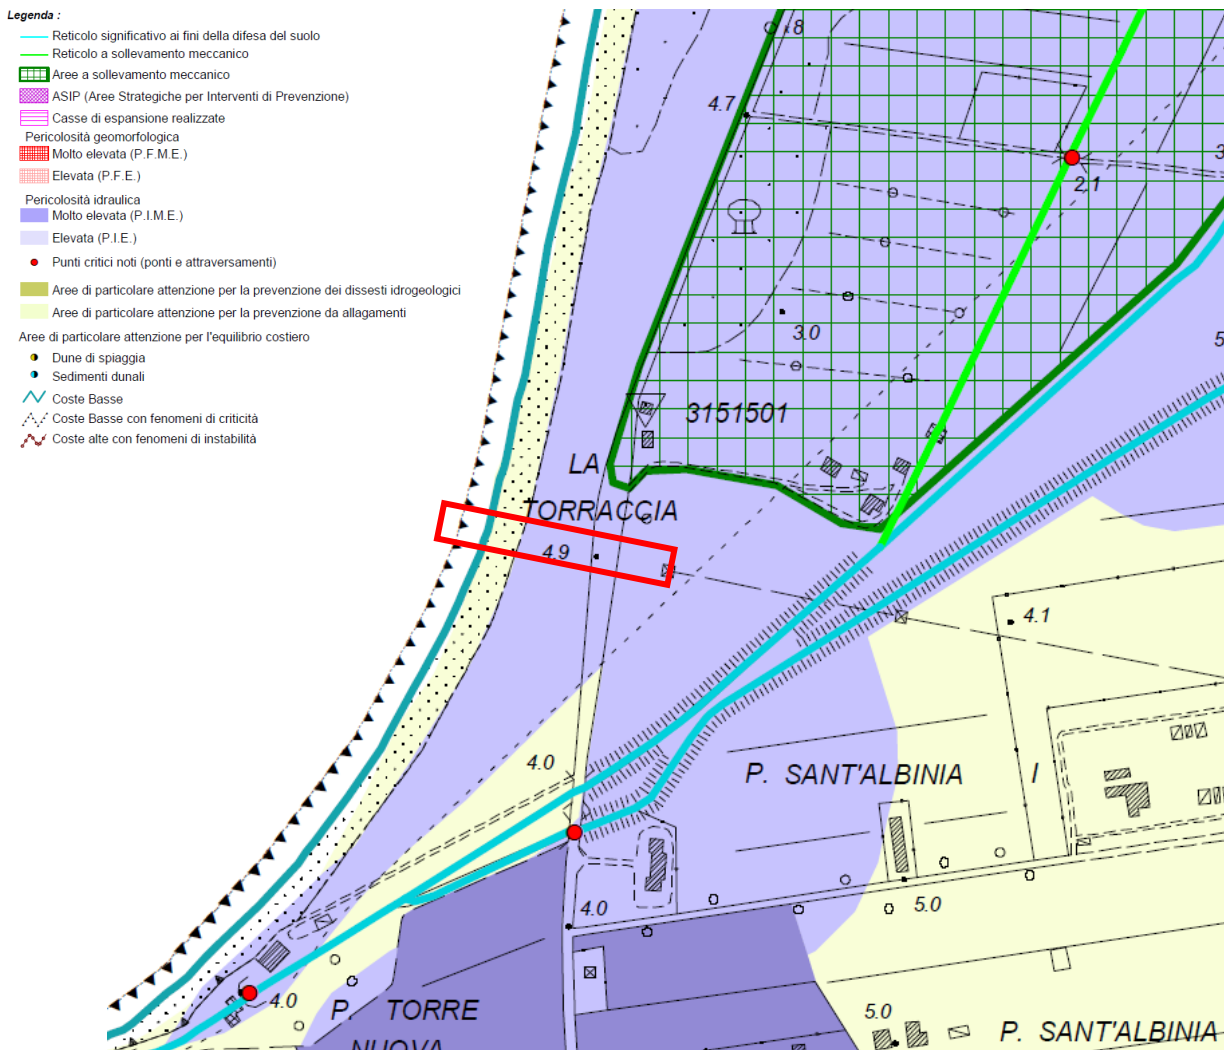 Legenda :
Reticolo significativo ai fini della difesa del suolo
Reticolo a sollevamento meccanico
Aree a sollevamento meccanico
ASIP (Aree Strategiche per Interventi di Prevenzione)
Casse di espansione realizzate
Pericolosità geomorfologica
Molto elevata (P.F.M.E.)
Elevata (P.F.E.)
Pericolosità idraulica
Molto elevata (P.I.M.E.)
Elevata (P.I.E.)
Punti critici noti (ponti e attraversamenti)
Aree di particolare attenzione per la prevenzione dei dissesti idrogeologici
Aree di particolare attenzione per la prevenzione da allagamenti
Aree di particolare attenzione per l'equilibrio costiero
Dune di spiaggia
Sedimenti dunali
Coste Basse
Coste Basse con fenomeni di criticità
Coste alte con fenomeni di instabilità
4.7
2.1
3.0
3151501
LA
TORRACCIA
4.9
4.1
4.0
P. SANT'ALBINIA I
4.0
5.0
4.0
P. TORRE
NUOVA
5.0
P. SANT'ALBINIA